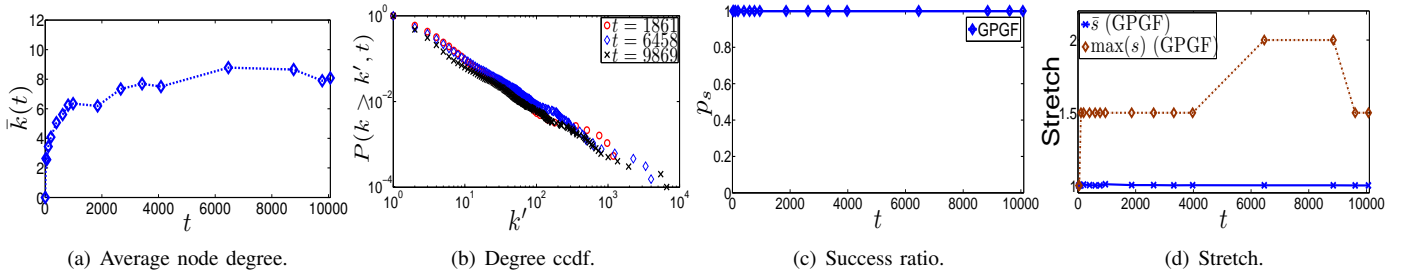 12
10
8
6
4
2
0
0 2000 4000 6000 8000 10000
k̄(t)
t
(a) Average node degree.
10^0
10^-2
10^-4
10^0 10^1 10^2 10^3 10^4
P(k > k′, t)
k′
t = 1861
t = 6458
t = 9869
(b) Degree ccdf.
1
0.8
0.6
0.4
0.2
0
0 2000 4000 6000 8000 10000
p_s
t
GPGF
(c) Success ratio.
2
1.5
1
0 2000 4000 6000 8000 10000
Stretch
t
s̄ (GPGF)
max(s) (GPGF)
(d) Stretch.